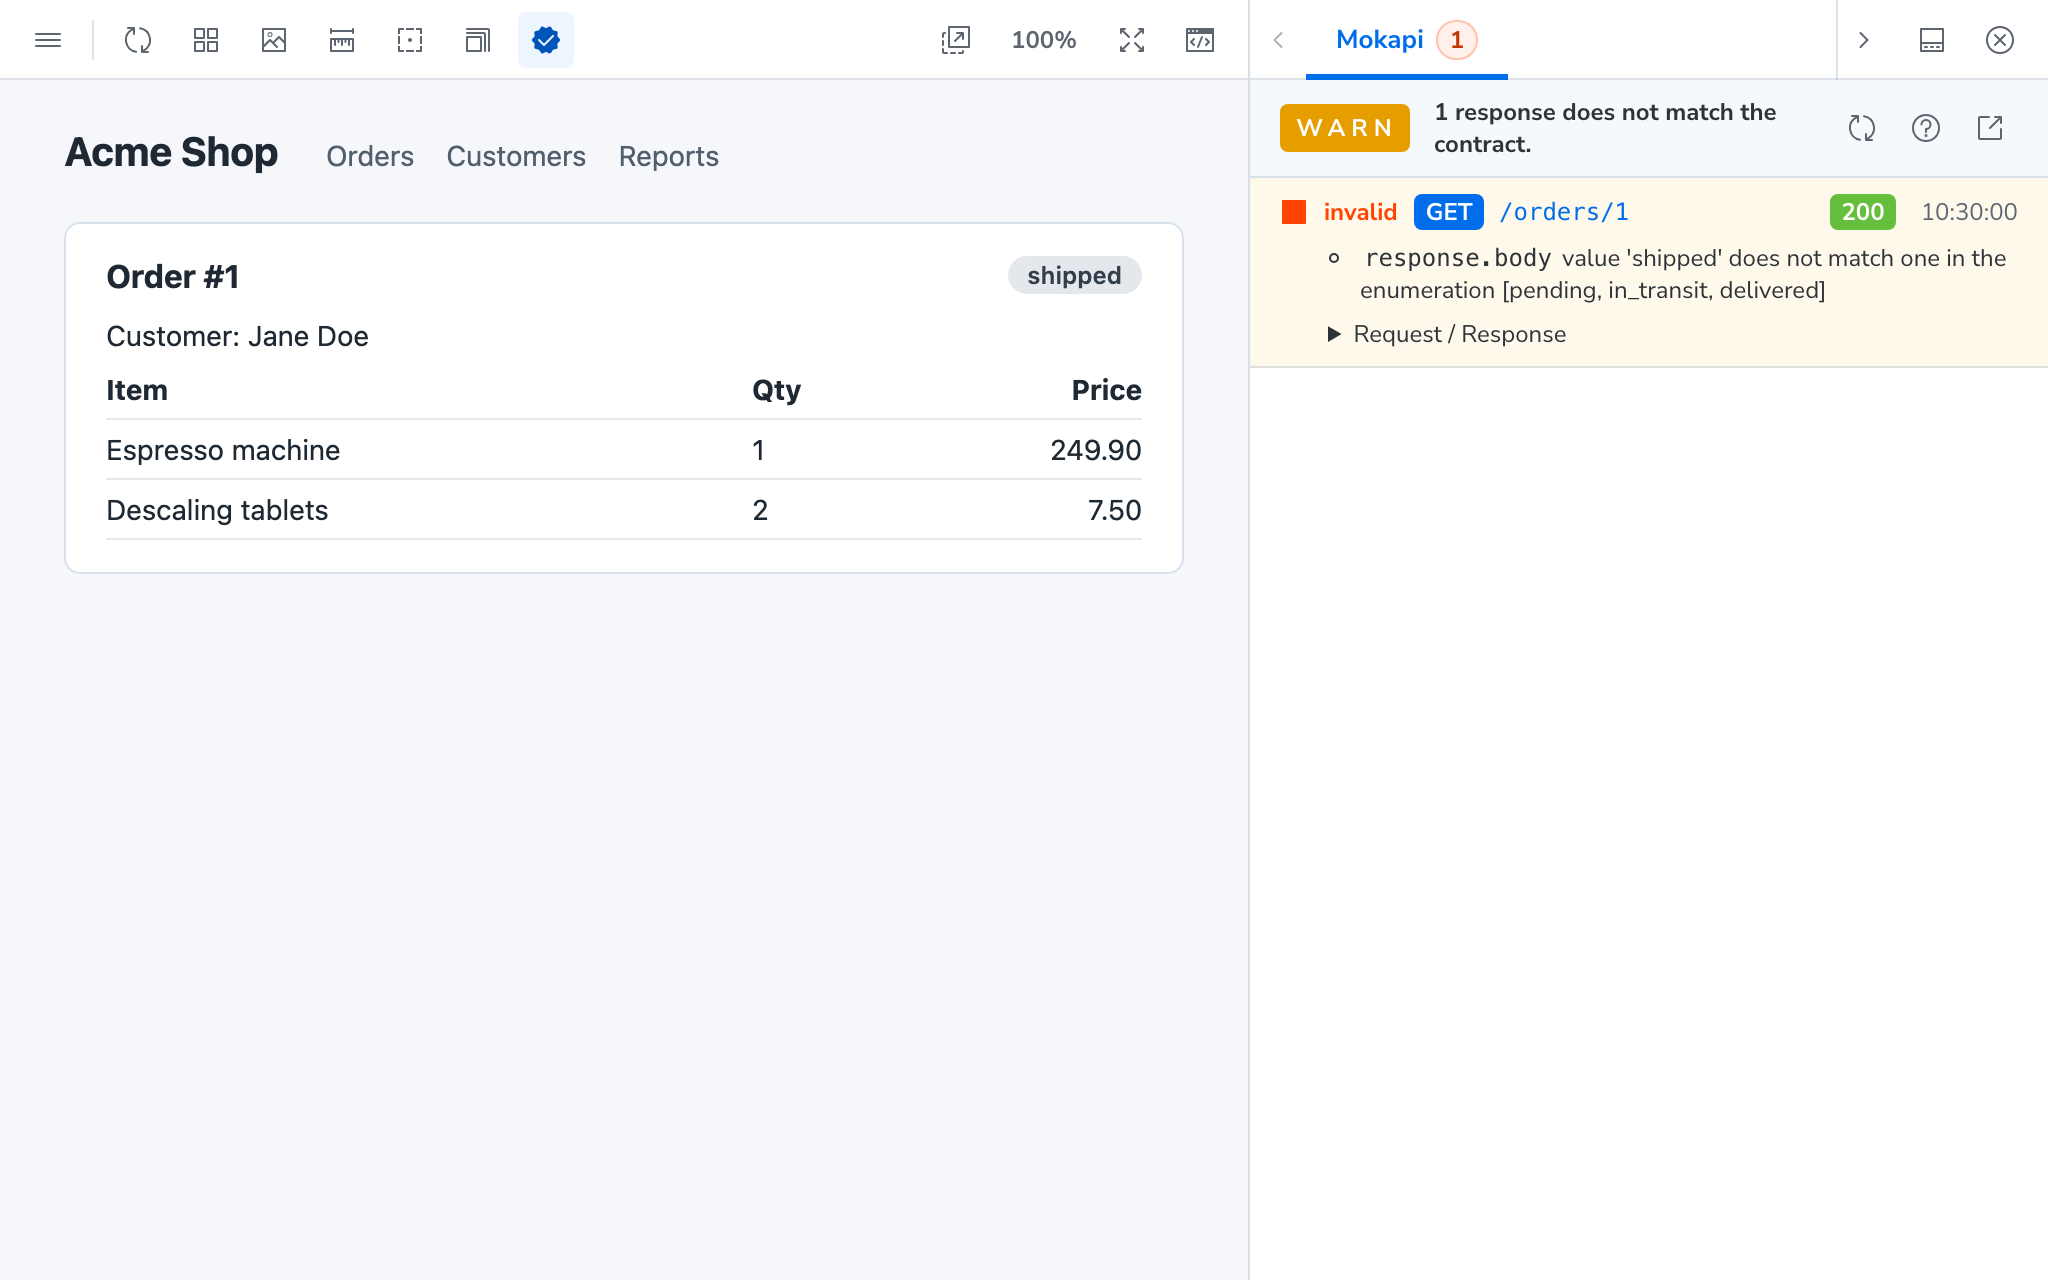 100%
Mokapi 1
WARN 1 response does not match the
contract.
Acme Shop Orders Customers Reports
Order #1 shipped
Customer: Jane Doe
Item Qty Price
Espresso machine 1 249.90
Descaling tablets 2 7.50
invalid GET /orders/1 200 10:30:00
response.body value 'shipped' does not match one in the
enumeration [pending, in_transit, delivered]
Request / Response